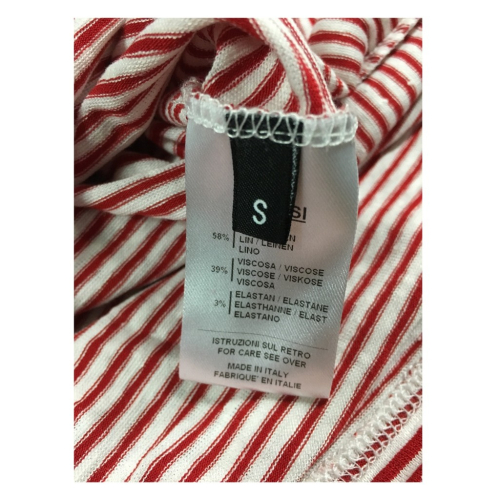 S
SI
58% LIN / LEINEN
LINO
39% VISCOSA / VISCOSE
VISCOSE / VISKOSE
VISCOSA
3% ELASTAN / ELASTANE
ELASTHANNE / ELAST
ELASTANO
ISTRUZIONI SUL RETRO
FOR CARE SEE OVER
MADE IN ITALY
FABRIQUE' EN ITALIE